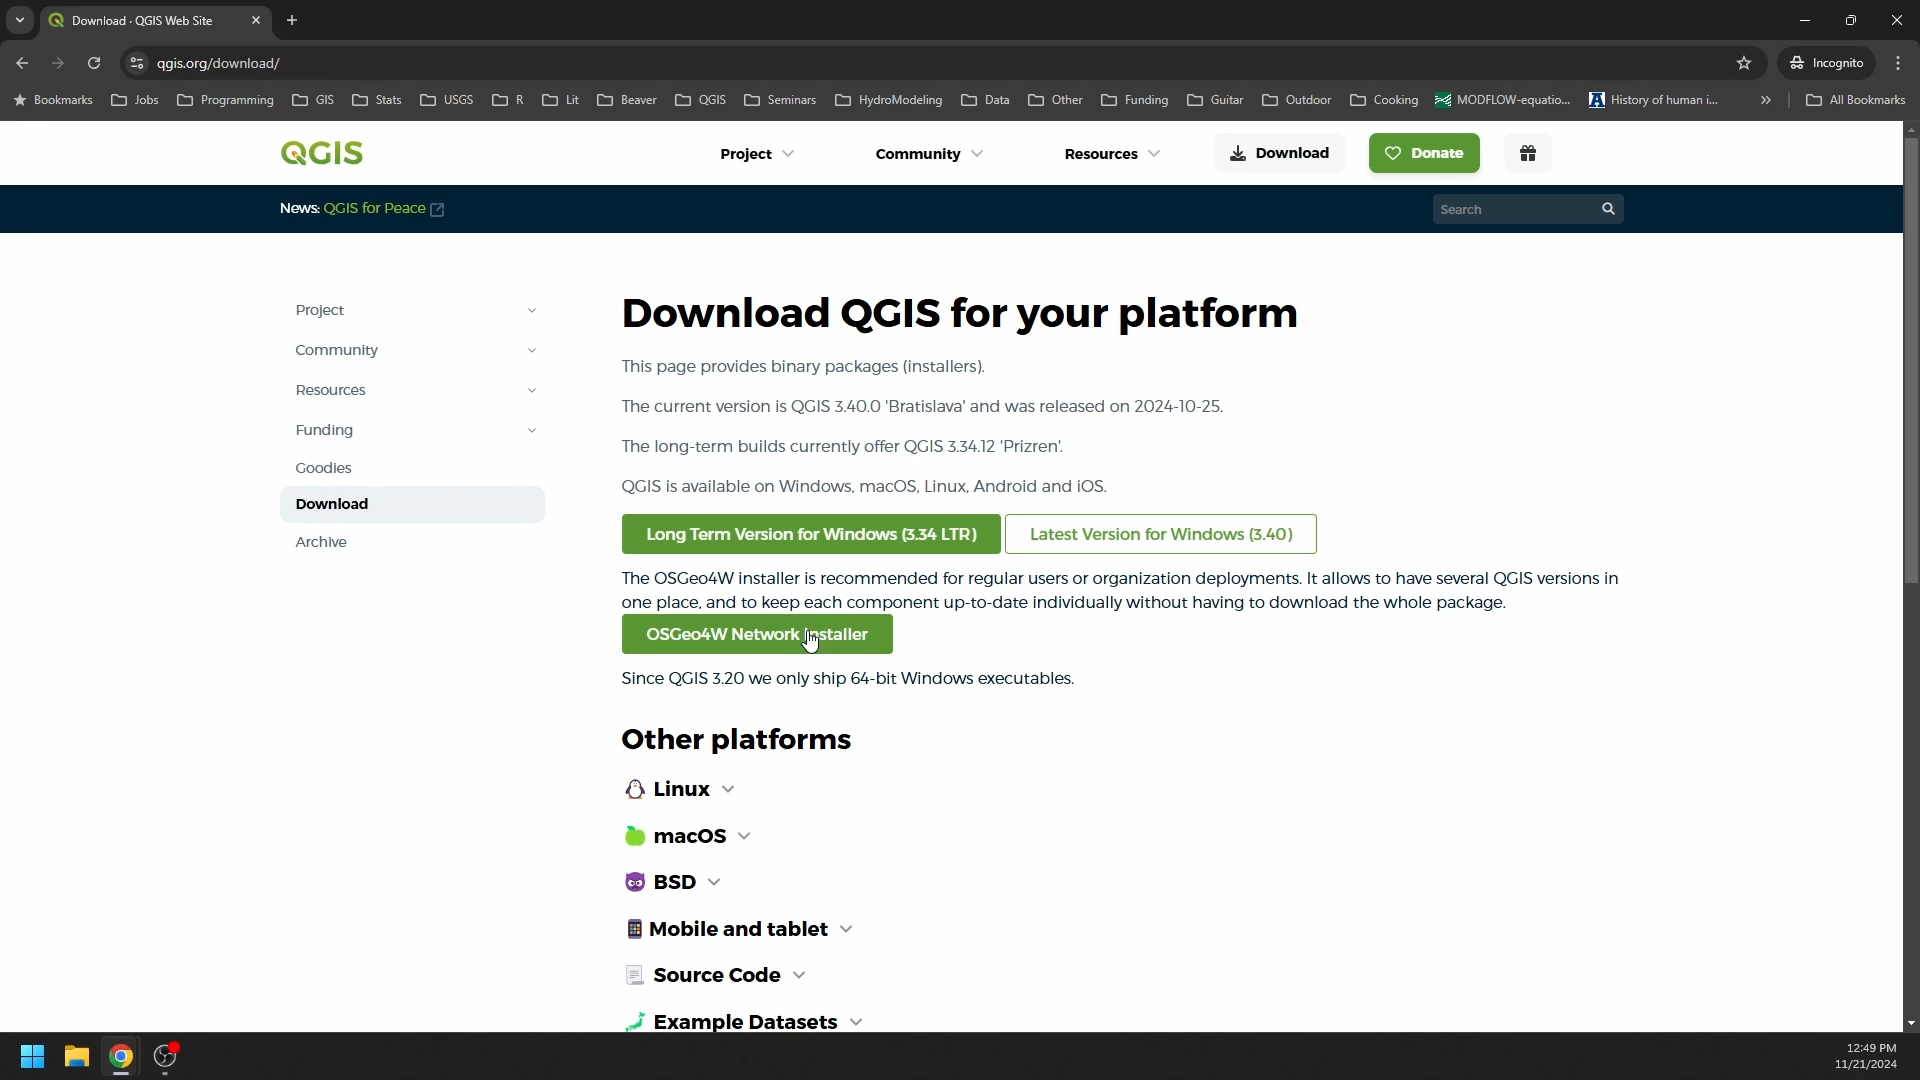 Download · QGIS Web Site
qgis.org/download/
Incognito
Bookmarks Jobs Programming GIS Stats USGS R Lit Beaver QGIS Seminars HydroModeling Data Other Funding Guitar Outdoor Cooking MODFLOW-equatio... History of human i... » All Bookmarks
QGIS Project Community Resources Download Donate
News: QGIS for Peace Search
Project
Community
Resources
Funding
Goodies
Download
Archive
Download QGIS for your platform
This page provides binary packages (installers).
The current version is QGIS 3.40.0 'Bratislava' and was released on 2024-10-25.
The long-term builds currently offer QGIS 3.34.12 'Prizren'.
QGIS is available on Windows, macOS, Linux, Android and iOS.
Long Term Version for Windows (3.34 LTR) Latest Version for Windows (3.40)
The OSGeo4W installer is recommended for regular users or organization deployments. It allows to have several QGIS versions in
one place, and to keep each component up-to-date individually without having to download the whole package.
OSGeo4W Network Installer
Since QGIS 3.20 we only ship 64-bit Windows executables.
Other platforms
Linux
macOS
BSD
Mobile and tablet
Source Code
Example Datasets
12:49 PM
11/21/2024